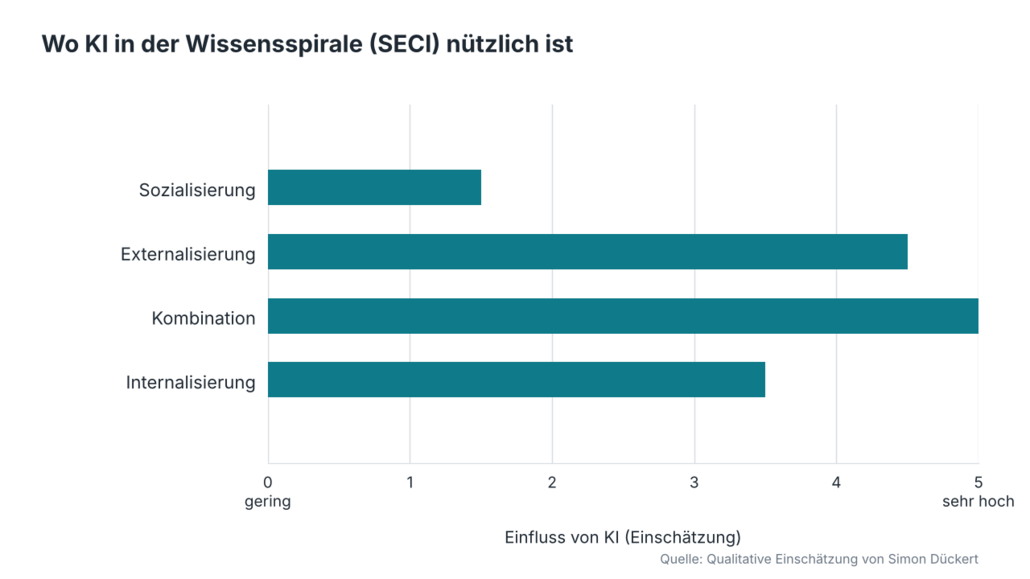 Wo KI in der Wissensspirale (SECI) nützlich ist
Sozialisierung
Externalisierung
Kombination
Internalisierung
0 1 2 3 4 5
gering sehr hoch
Einfluss von KI (Einschätzung)
Quelle: Qualitative Einschätzung von Simon Dückert